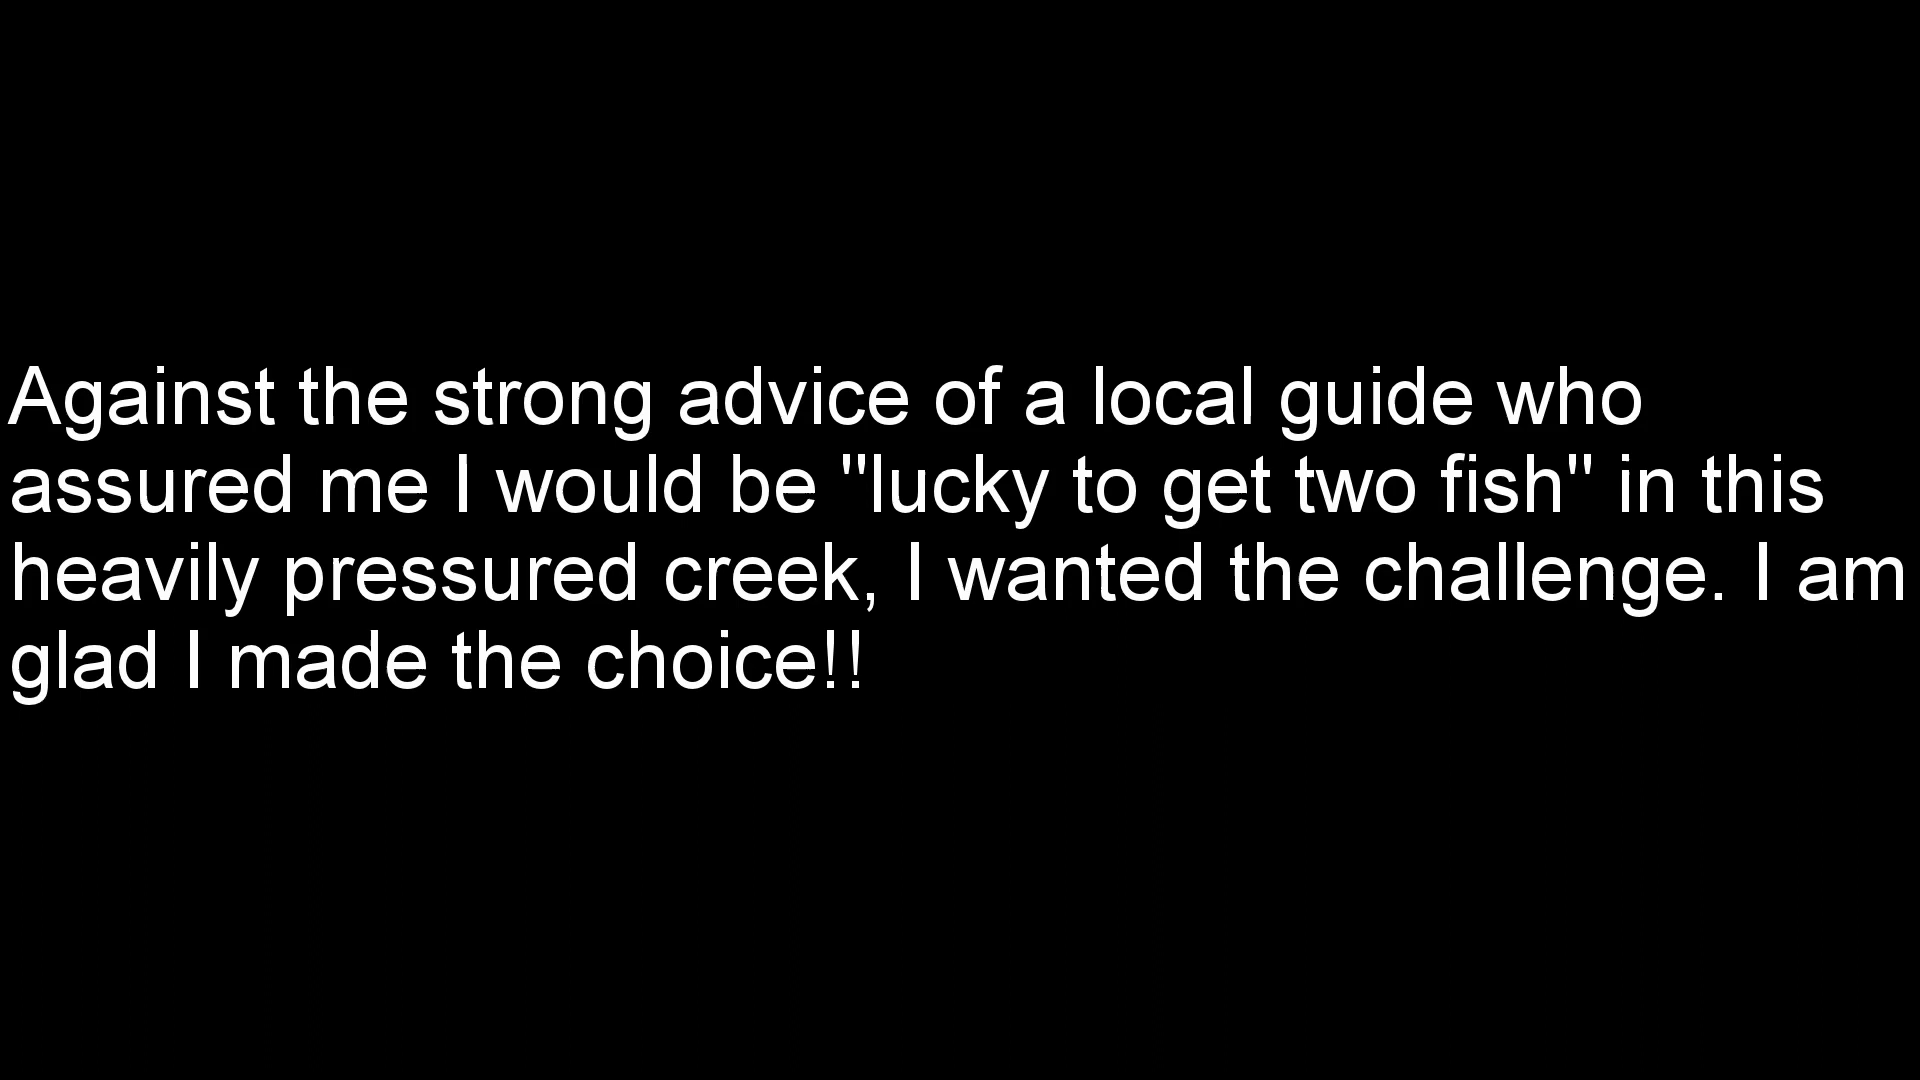 Against the strong advice of a local guide who
assured me I would be "lucky to get two fish" in this
heavily pressured creek, I wanted the challenge. I am
glad I made the choice!!